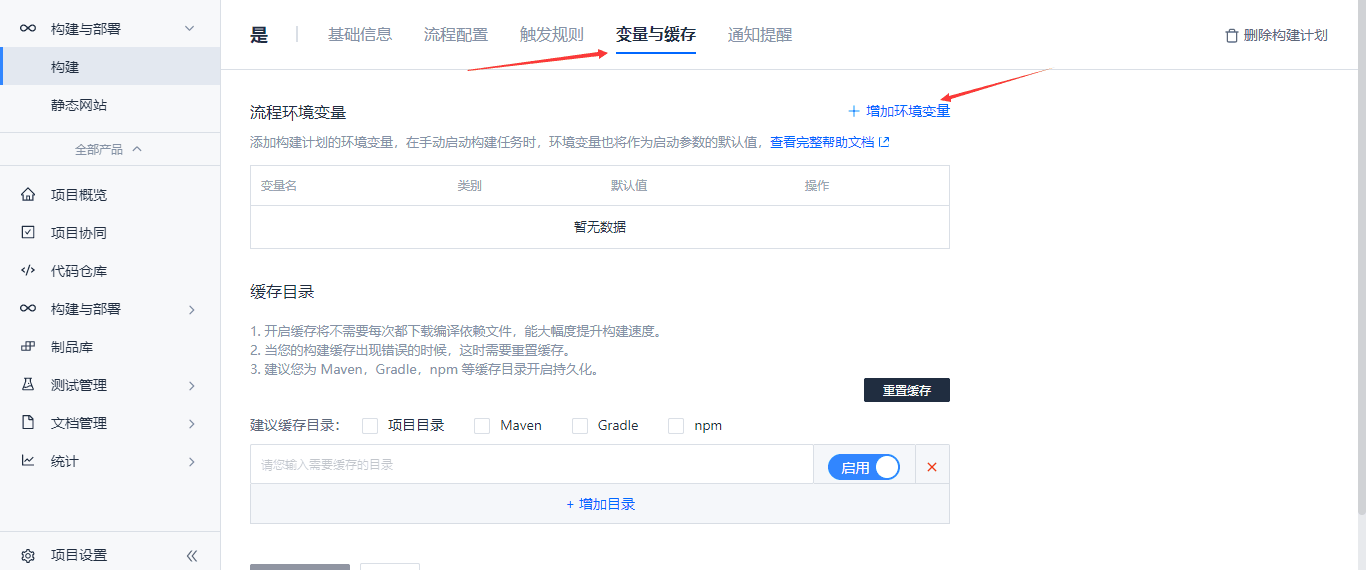 构建与部署
构建
静态网站
全部产品
项目概览
项目协同
代码仓库
构建与部署
制品库
测试管理
文档管理
统计
项目设置
是 基础信息 流程配置 触发规则 变量与缓存 通知提醒 删除构建计划
流程环境变量 + 增加环境变量
添加构建计划的环境变量，在手动启动构建任务时，环境变量也将作为启动参数的默认值，查看完整帮助文档
变量名 类别 默认值 操作
暂无数据
缓存目录
1. 开启缓存将不需要每次都下载编译依赖文件，能大幅度提升构建速度。
2. 当您的构建缓存出现错误的时候，这时需要重置缓存。
3. 建议您为 Maven，Gradle，npm 等缓存目录开启持久化。
重置缓存
建议缓存目录： 项目目录 Maven Gradle npm
请您输入需要缓存的目录 启用
+ 增加目录